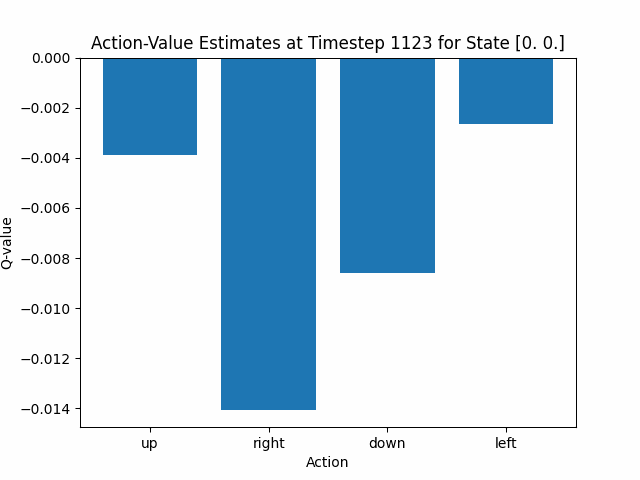 Action-Value Estimates at Timestep 1123 for State [0. 0.]
0.000
−0.002
−0.004
−0.006
−0.008
−0.010
−0.012
−0.014
Q-value
up right down left
Action